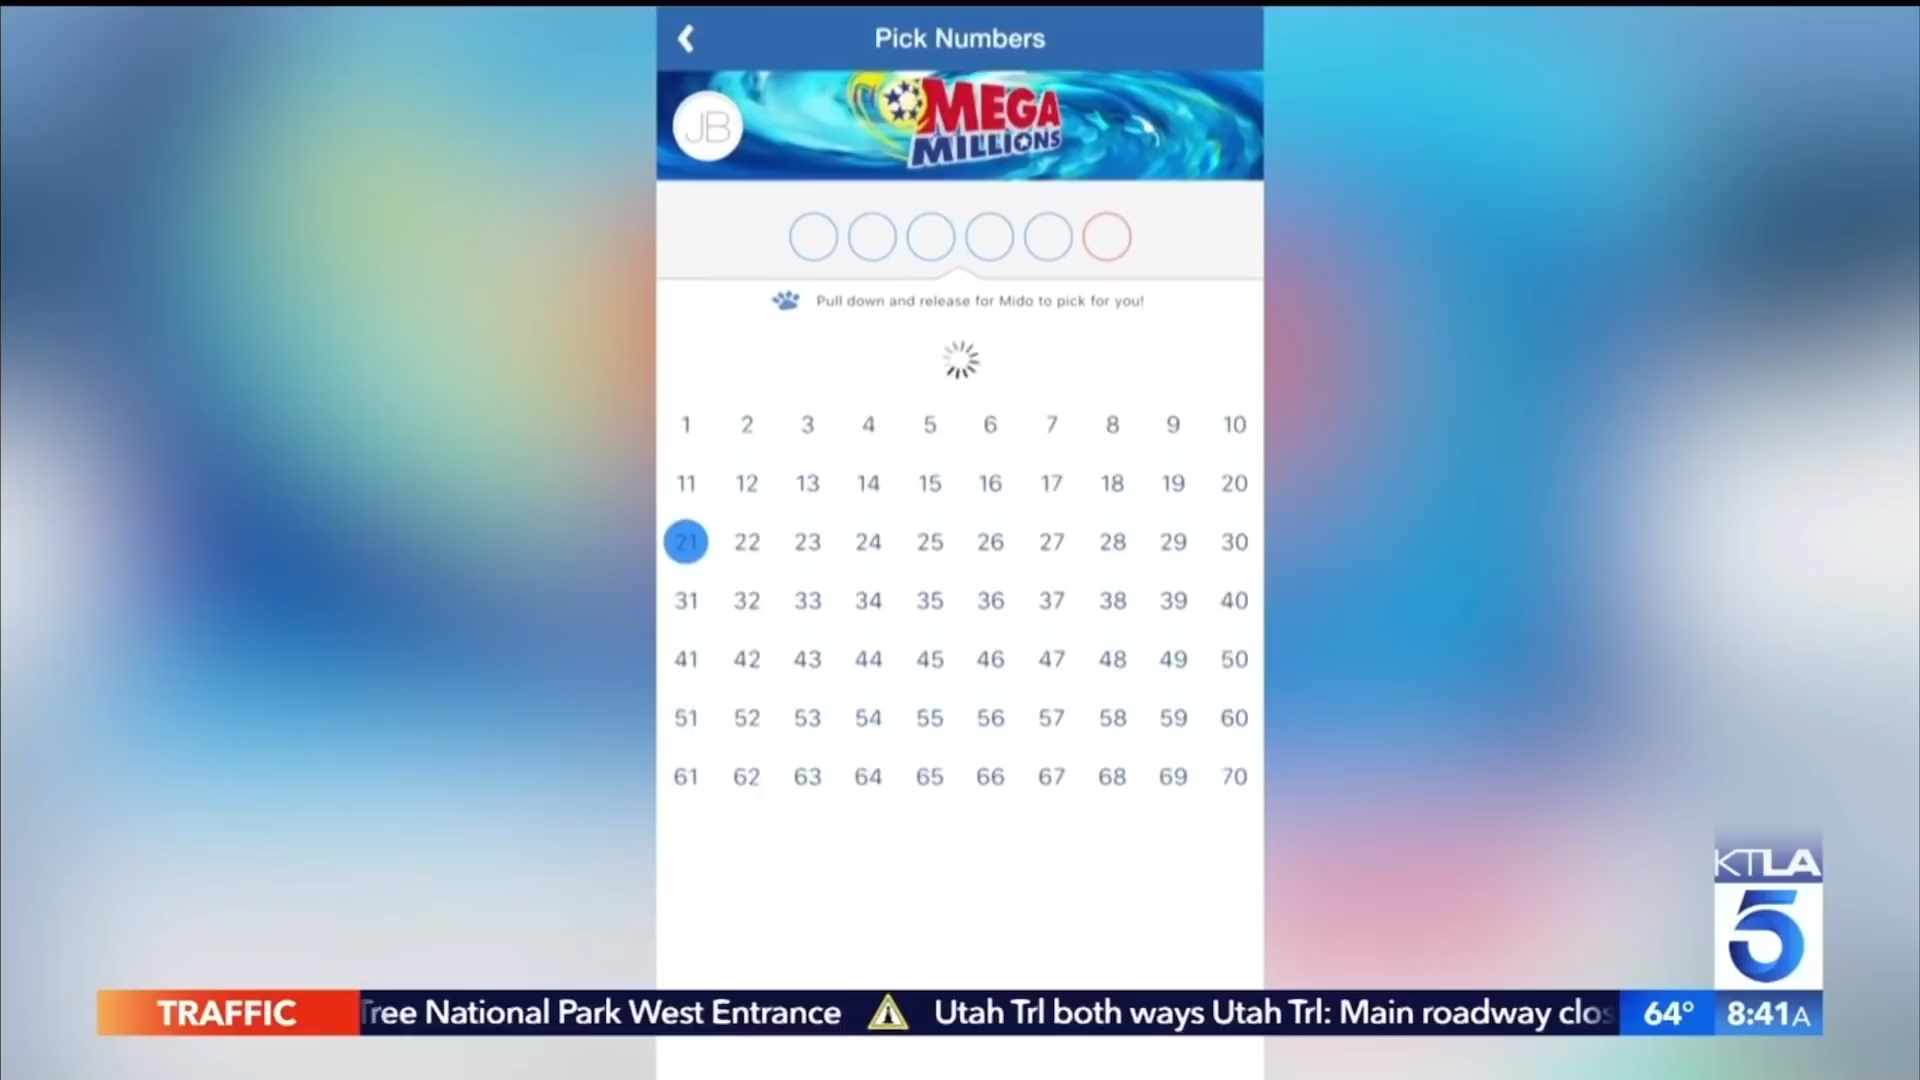 Pick Numbers
JB
MEGA
MILLIONS
Pull down and release for Mido to pick for you!
1 2 3 4 5 6 7 8 9 10
11 12 13 14 15 16 17 18 19 20
21 22 23 24 25 26 27 28 29 30
31 32 33 34 35 36 37 38 39 40
41 42 43 44 45 46 47 48 49 50
51 52 53 54 55 56 57 58 59 60
61 62 63 64 65 66 67 68 69 70
KTLA
5
TRAFFIC Tree National Park West Entrance Utah Trl both ways Utah Trl: Main roadway clos 64° 8:41A